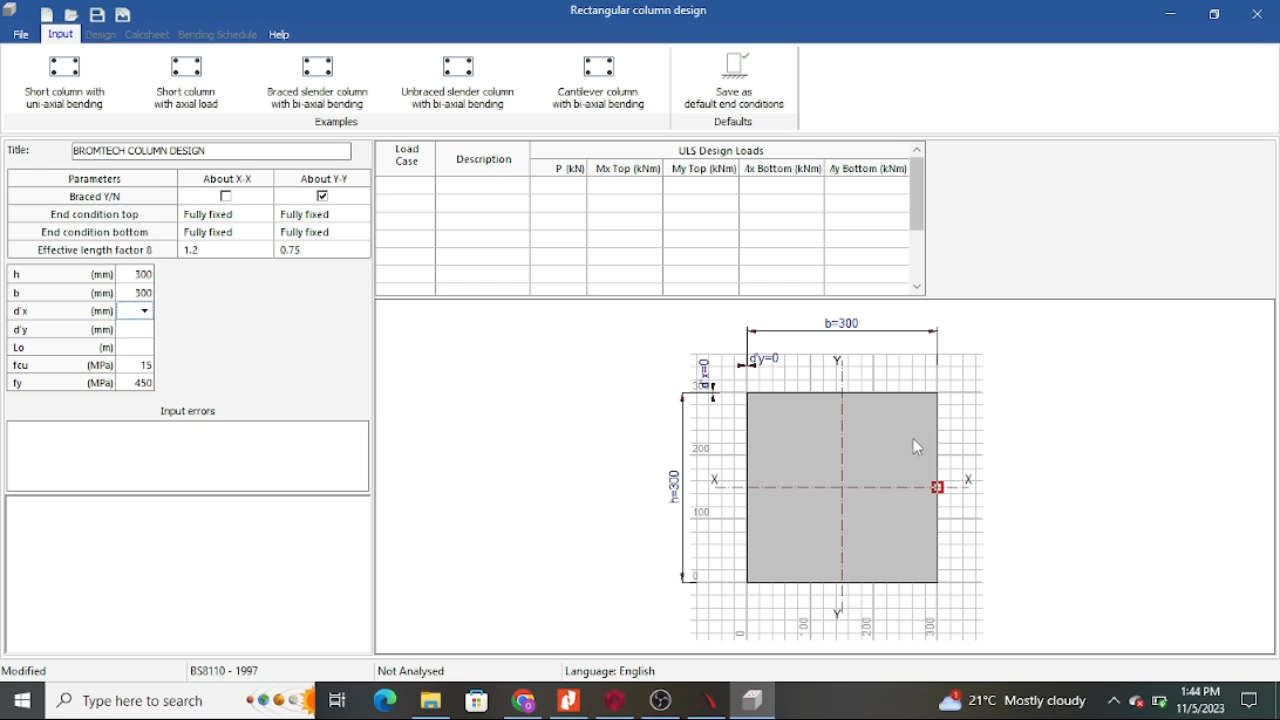 Rectangular column design
File Input Design Calcsheet Bending Schedule Help
Short column with uni-axial bending
Short column with axial load
Braced slender column with bi-axial bending
Unbraced slender column with bi-axial bending
Cantilever column with bi-axial bending
Save as default end conditions
Examples
Defaults
Title: BROMTECH COLUMN DESIGN
Parameters About X-X About Y-Y
Braced Y/N
End condition top Fully fixed Fully fixed
End condition bottom Fully fixed Fully fixed
Effective length factor ß 1.2 0.75
h (mm) 300
b (mm) 300
d'x (mm)
d'y (mm)
Lo (m)
fcu (MPa) 15
fy (MPa) 450
Input errors
Load Case Description ULS Design Loads
P (kN) Mx Top (kNm) My Top (kNm) /Ix Bottom (kNm) /ly Bottom (kNm)
b=300
d'y=0
d'x=0
h=300
Y
X X
Y
200
100
0
0 100 200 300
Modified BS8110 - 1997 Not Analysed Language: English
Type here to search
21°C Mostly cloudy
1:44 PM
11/5/2023